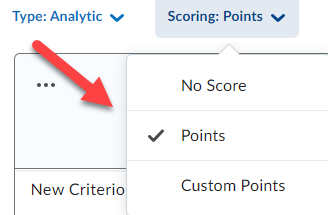 Type: Analytic Scoring: Points
No Score
Points
New Criterio
Custom Points